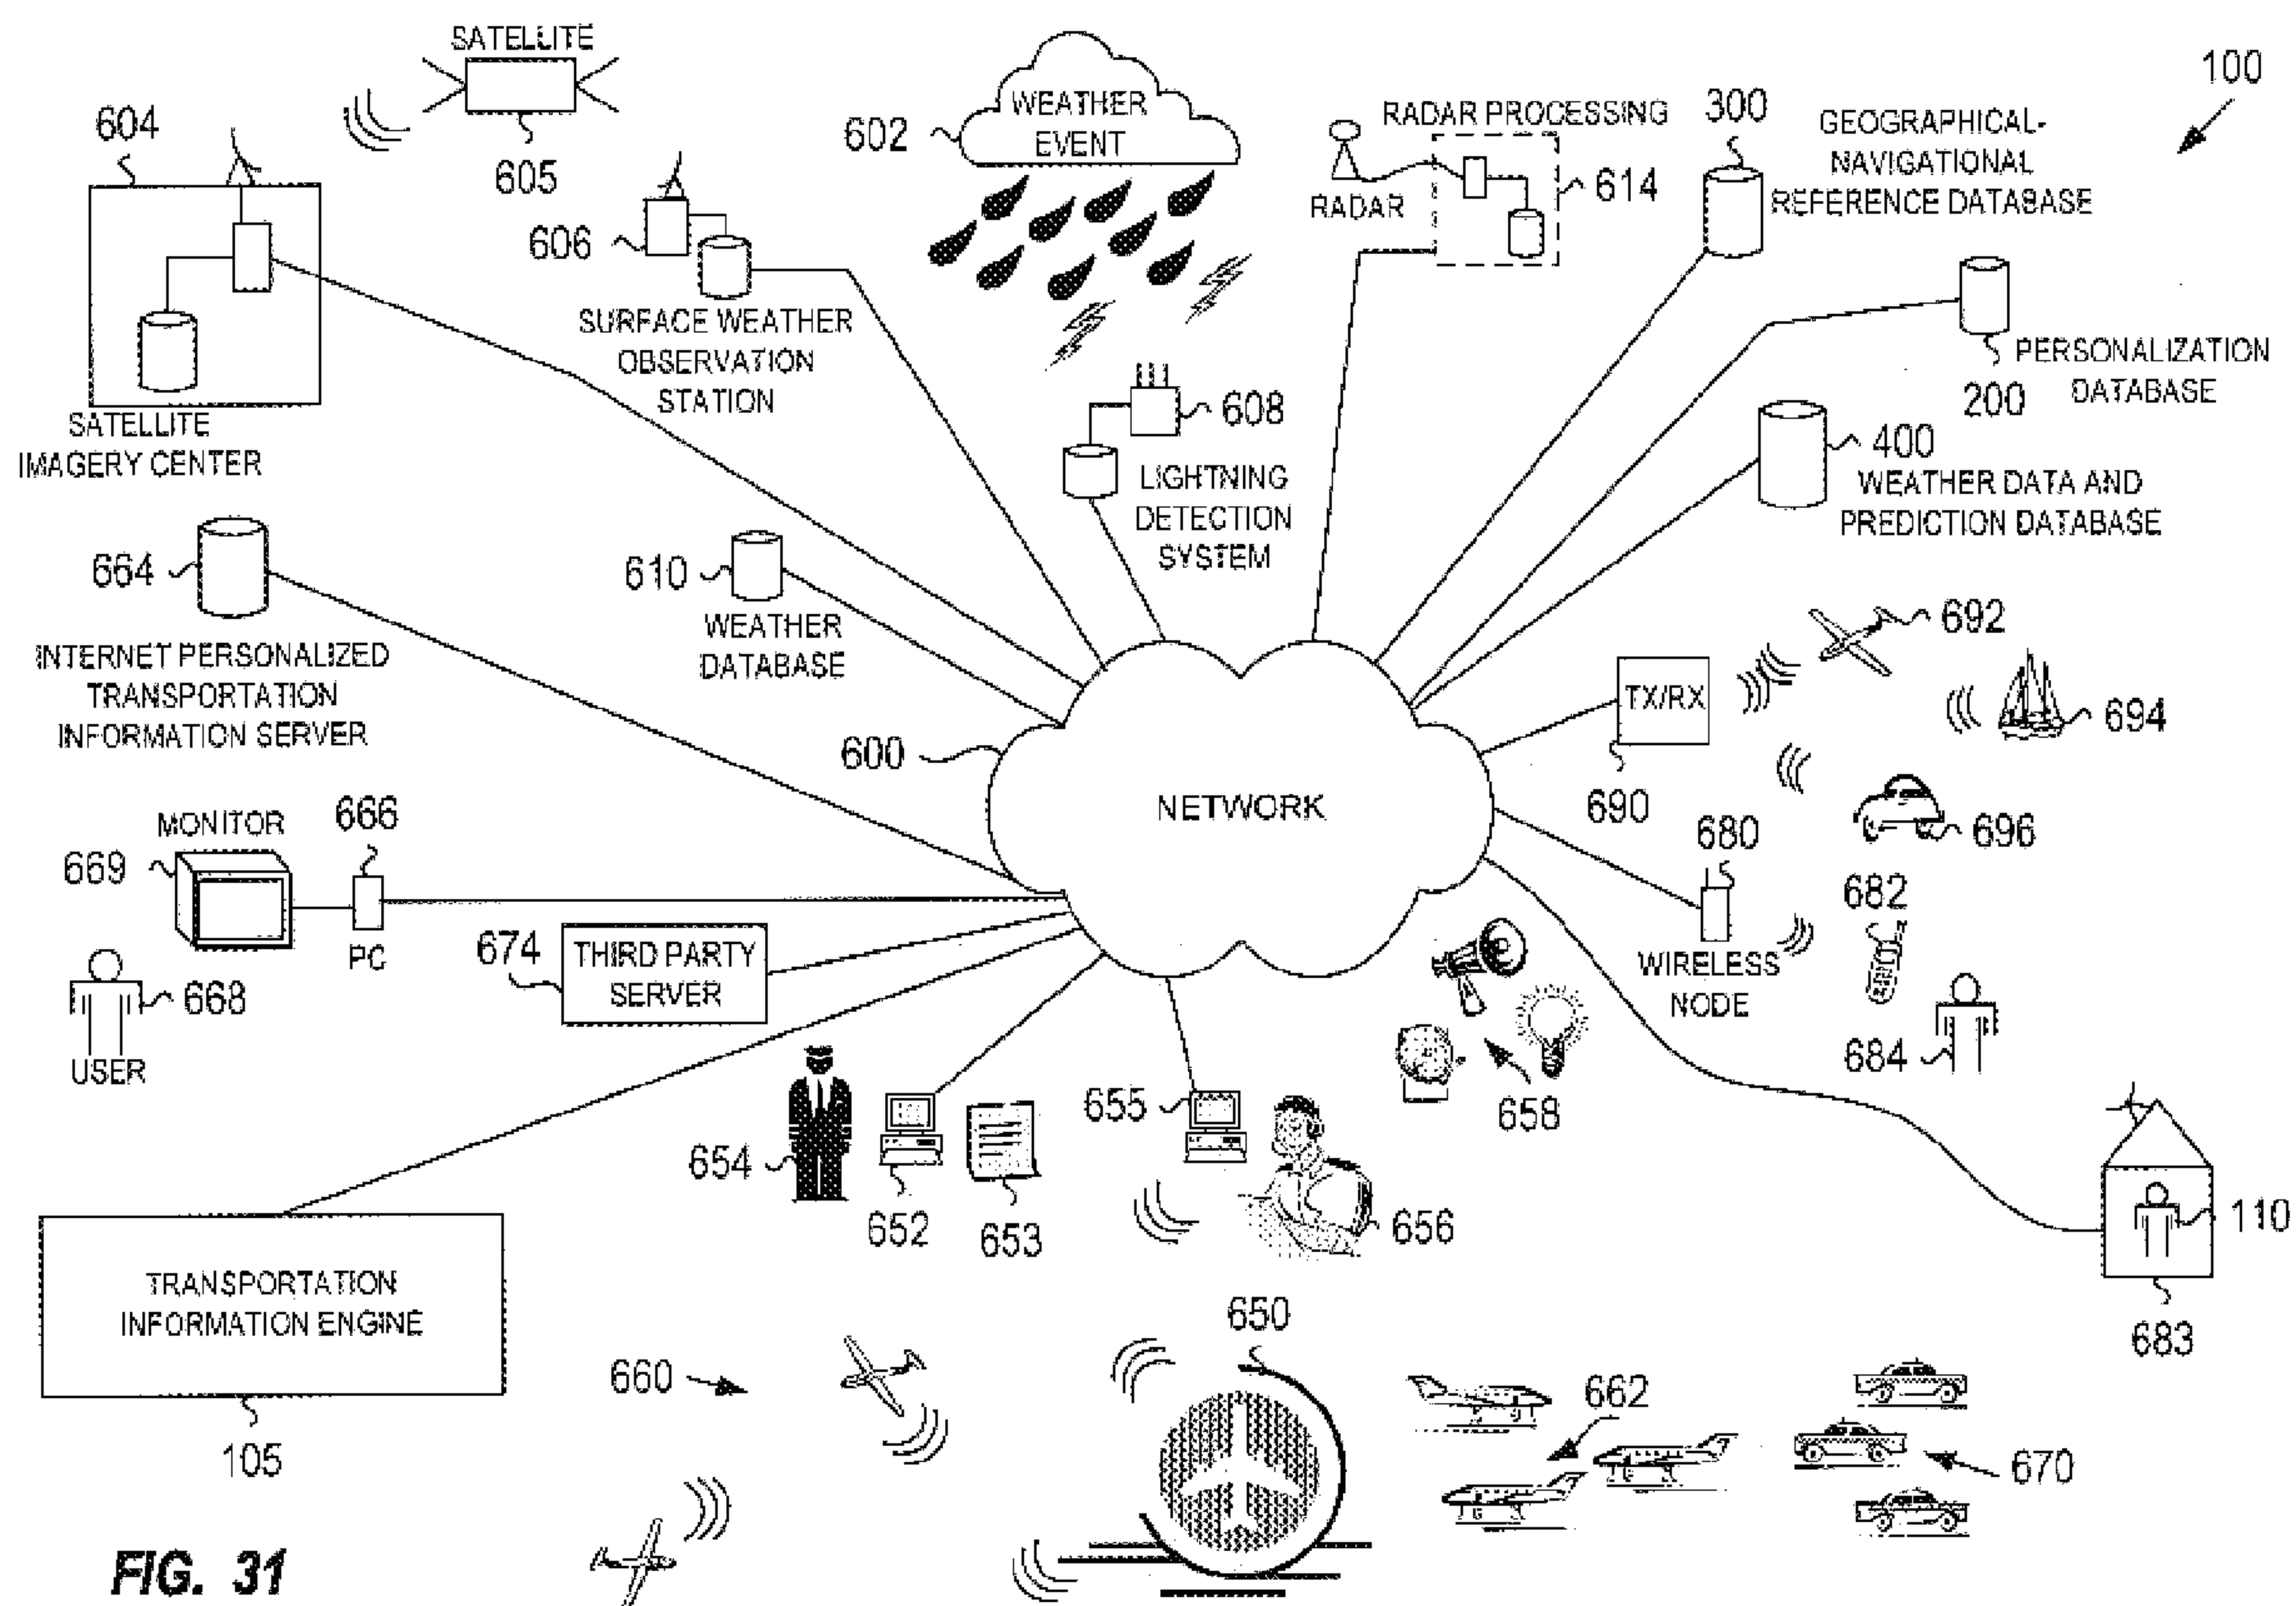 SATELLITE
605
604
SATELLITE
IMAGERY CENTER
606
SURFACE WEATHER
OBSERVATION
STATION
602
WEATHER
EVENT
RADAR PROCESSING
RADAR
614
300
GEOGRAPHICAL-
NAVIGATIONAL
REFERENCE DATABASE
100
200
PERSONALIZATION
DATABASE
400
WEATHER DATA AND
PREDICTION DATABASE
608
LIGHTNING
DETECTION
SYSTEM
610
WEATHER
DATABASE
664
INTERNET PERSONALIZED
TRANSPORTATION
INFORMATION SERVER
600
NETWORK
TX/RX
690
692
694
696
MONITOR
669
666
PC
668
USER
674
THIRD PARTY
SERVER
680
WIRELESS
NODE
682
684
654
652
653
655
656
658
110
683
TRANSPORTATION
INFORMATION ENGINE
105
660
650
662
670
FIG. 31